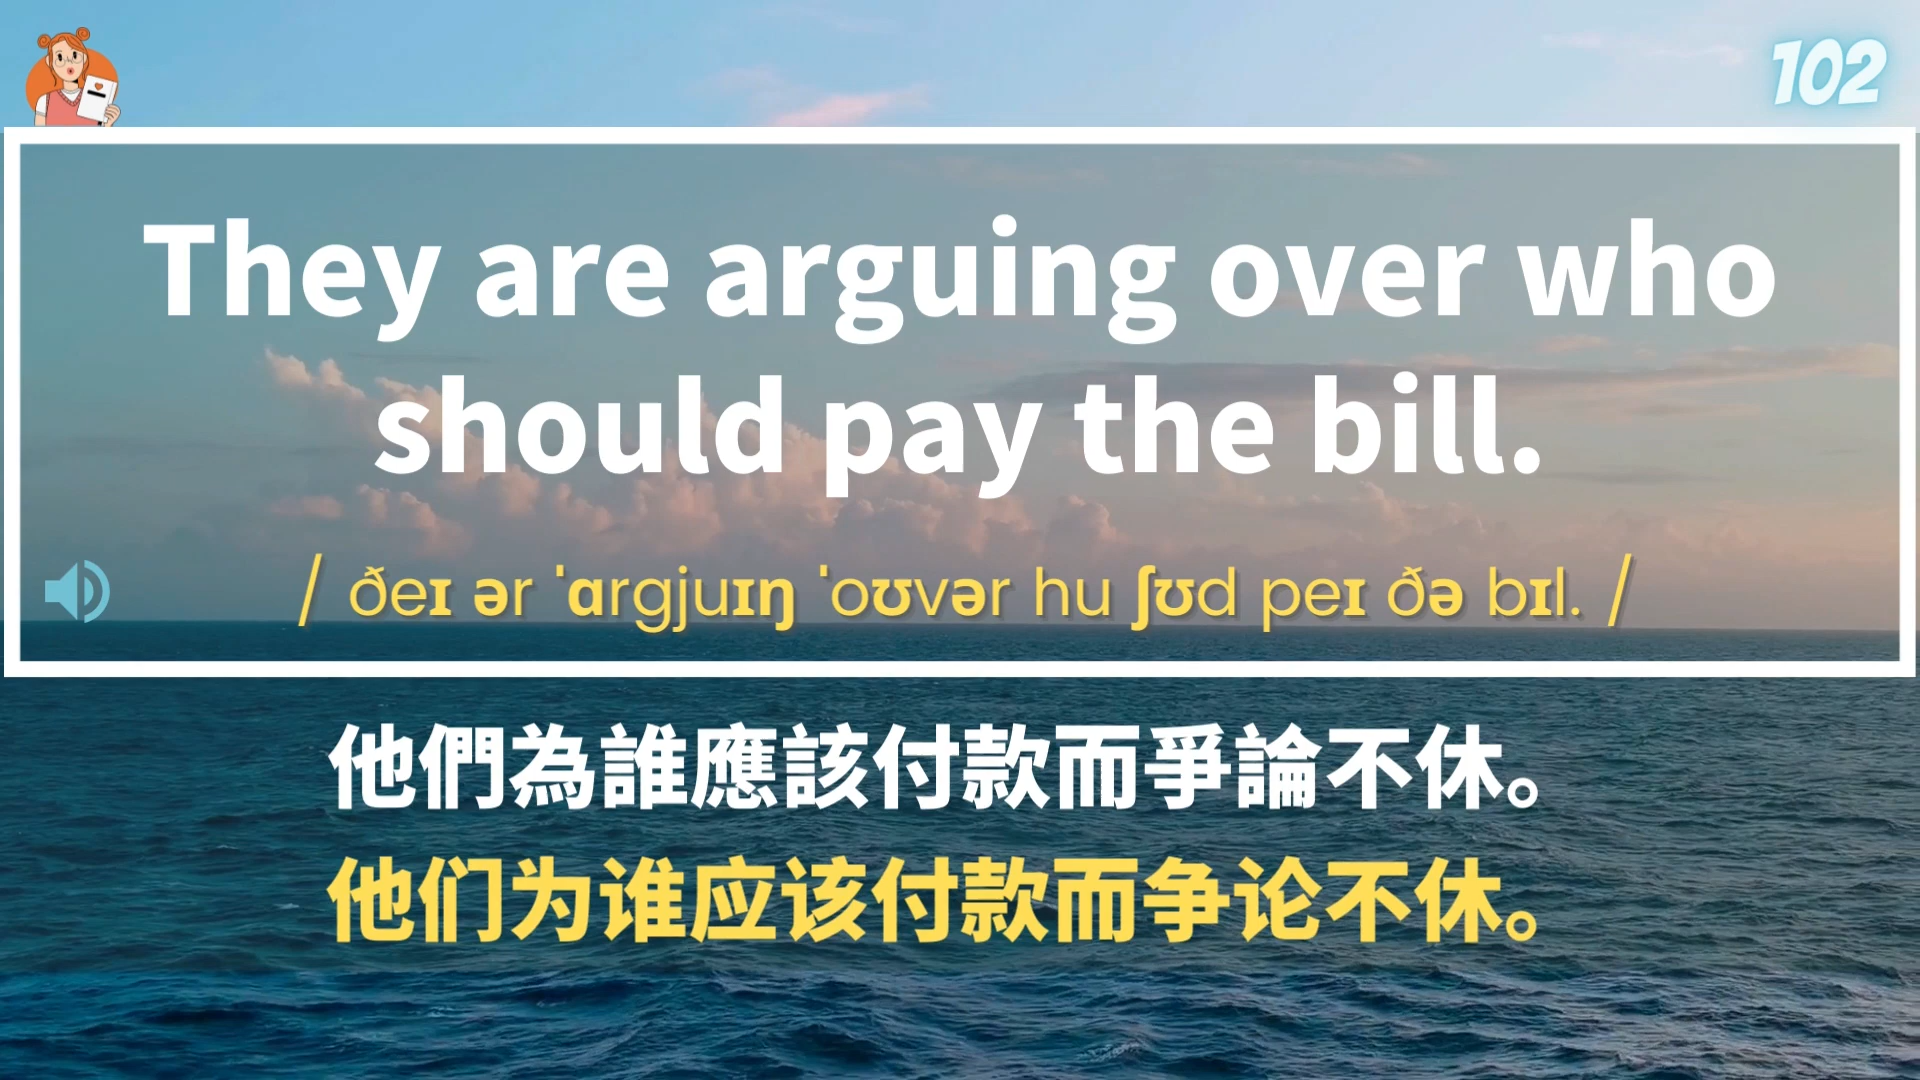 102
They are arguing over who
should pay the bill.
/ ðeɪ ər ˈɑrgjuɪŋ ˈoʊvər hu ʃʊd peɪ ðə bɪl. /
他們為誰應該付款而爭論不休。
他们为谁应该付款而争论不休。